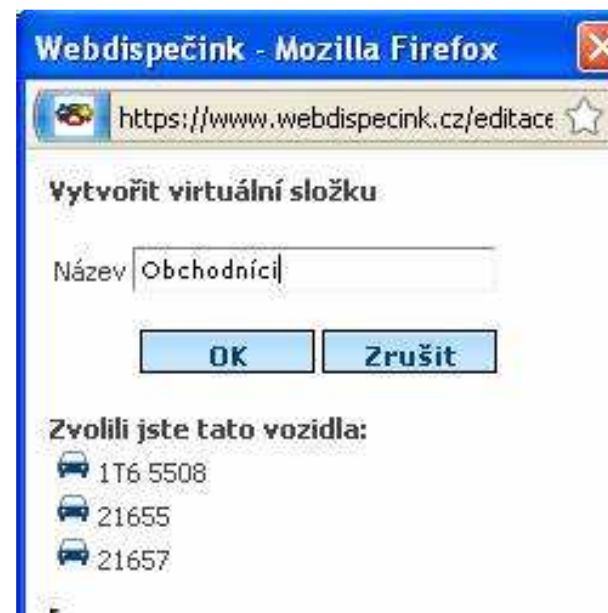 Webdispečink - Mozilla Firefox
https://www.webdispecink.cz/editace
Vytvořit virtuální složku
Název Obchodníci
OK Zrušit
Zvolili jste tato vozidla:
1T6 5508
21655
21657